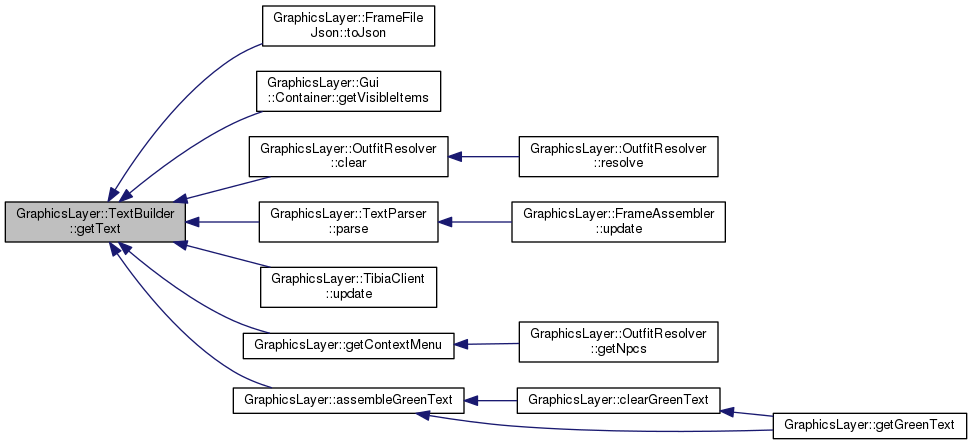 GraphicsLayer::FrameFile
Json::toJson
GraphicsLayer::Gui
::Container::getVisibleItems
GraphicsLayer::OutfitResolver
::clear
GraphicsLayer::OutfitResolver
::resolve
GraphicsLayer::TextBuilder
::getText
GraphicsLayer::TextParser
::parse
GraphicsLayer::FrameAssembler
::update
GraphicsLayer::TibiaClient
::update
GraphicsLayer::getContextMenu
GraphicsLayer::OutfitResolver
::getNpcs
GraphicsLayer::assembleGreenText
GraphicsLayer::clearGreenText
GraphicsLayer::getGreenText